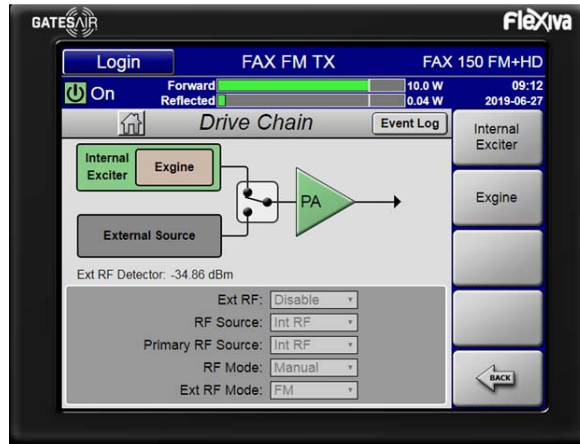 GATESAIR
Flexiva
Login
FAX FM TX
FAX 150 FM+HD
On
Forward
10.0 W
09:12
Reflected
0.04 W
2019-06-27
Drive Chain
Event Log
Internal
Exciter
Internal
Exciter
Exgine
PA
Exgine
External Source
Ext RF Detector: -34.86 dBm
Ext RF: Disable
RF Source: Int RF
Primary RF Source: Int RF
RF Mode: Manual
Ext RF Mode: FM
BACK